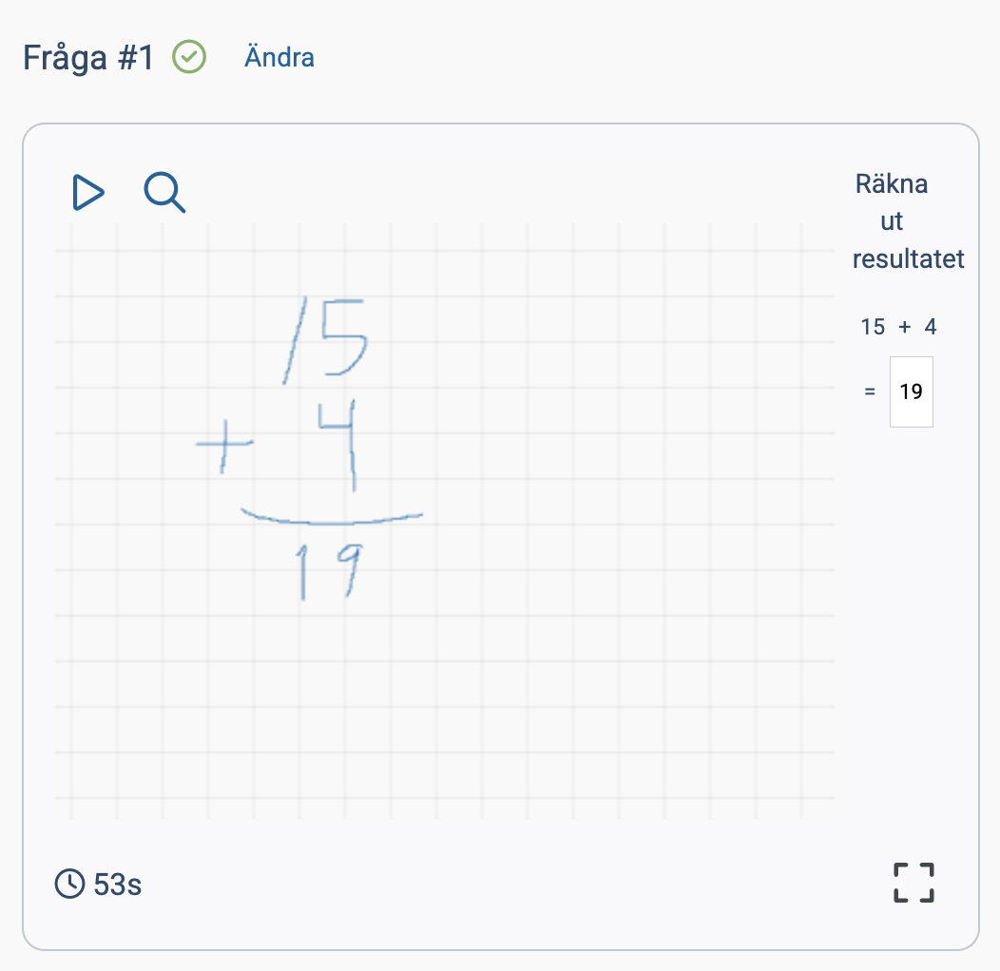 Fråga #1 Ändra
Räkna
ut
resultatet
15 + 4
= 19
15
+ 4
19
53s